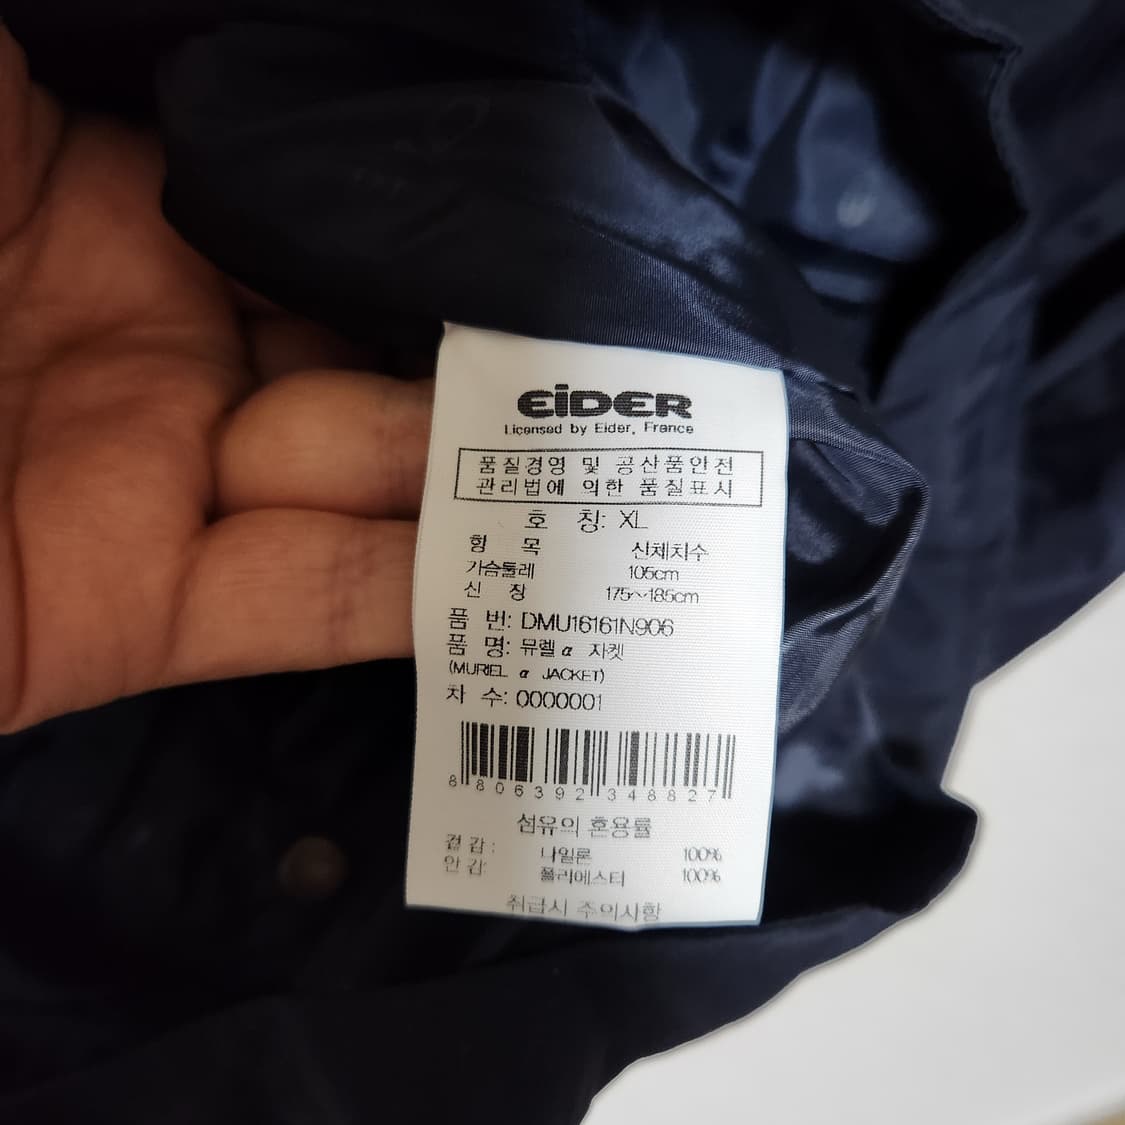 EiDER
Licensed by Eider, France
품질경영 및 공산품안전
관리법에 의한 품질표시
호 칭: XL
항 목 신체치수
가슴둘레 105cm
신 장 175~185cm
품 번: DMU16161N906
품 명: 뮤렐 α 자켓
(MURIEL α JACKET)
차 수: 0000001
8 806392 348827
섬유의 혼용률
겉감: 나일론 100%
안감: 폴리에스터 100%
취급시 주의사항